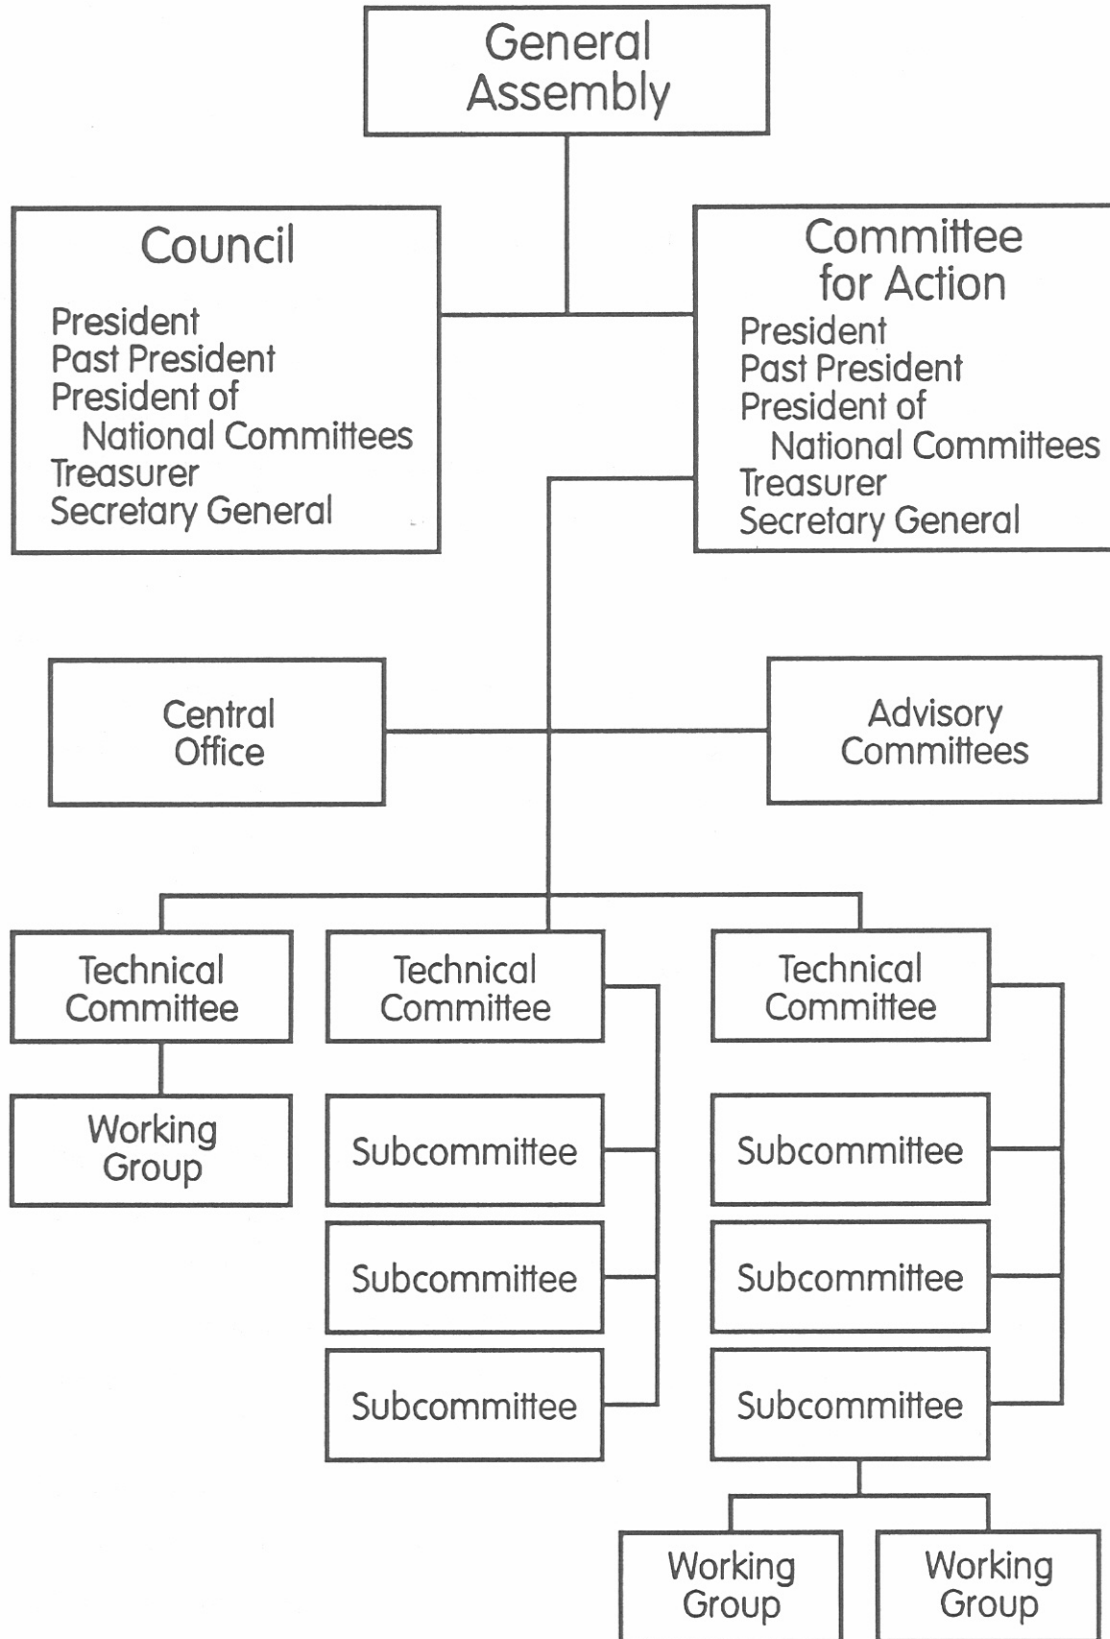 General
Assembly
Council
President
Past President
President of
National Committees
Treasurer
Secretary General
Committee
for Action
President
Past President
President of
National Committees
Treasurer
Secretary General
Central
Office
Advisory
Committees
Technical
Committee
Technical
Committee
Technical
Committee
Working
Group
Subcommittee
Subcommittee
Subcommittee
Subcommittee
Subcommittee
Subcommittee
Working
Group
Working
Group